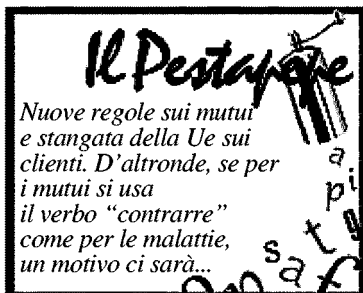 Il Pestapepe
Nuove regole sui mutui
e stangata della Ue sui
clienti. D'altronde, se per
i mutui si usa
il verbo “contrarre”
come per le malattie,
un motivo ci sarà...